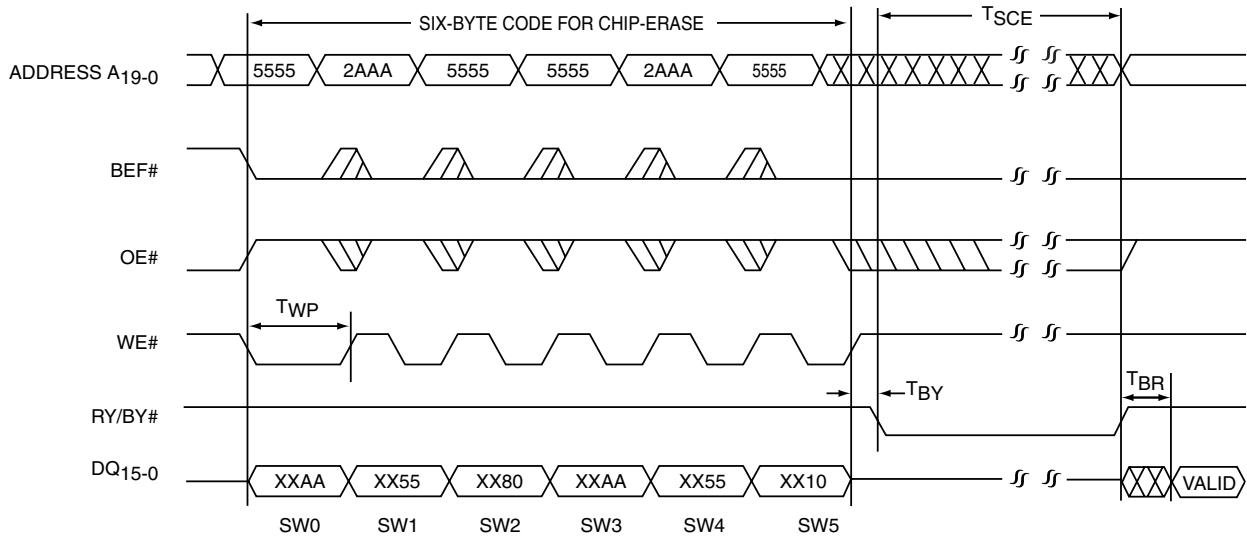 SIX-BYTE CODE FOR CHIP-ERASE
TSCE
ADDRESS A19-0
5555 2AAA 5555 5555 2AAA 5555
BEF#
OE#
TWP
WE#
TBY
TBR
RY/BY#
DQ15-0
XXAA XX55 XX80 XXAA XX55 XX10 VALID
SW0 SW1 SW2 SW3 SW4 SW5